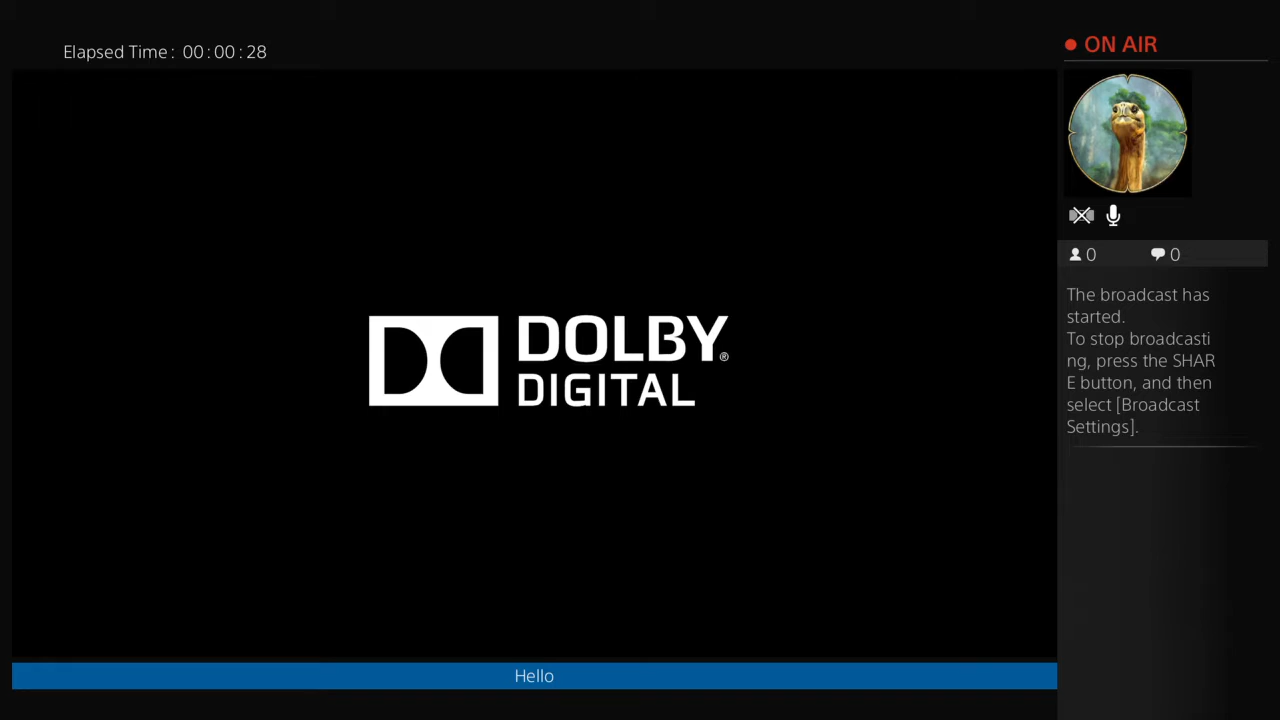 Elapsed Time : 00:00:28
ON AIR
0 0
The broadcast has
started.
To stop broadcasti
ng, press the SHAR
E button, and then
select [Broadcast
Settings].
DOLBY®
DIGITAL
Hello